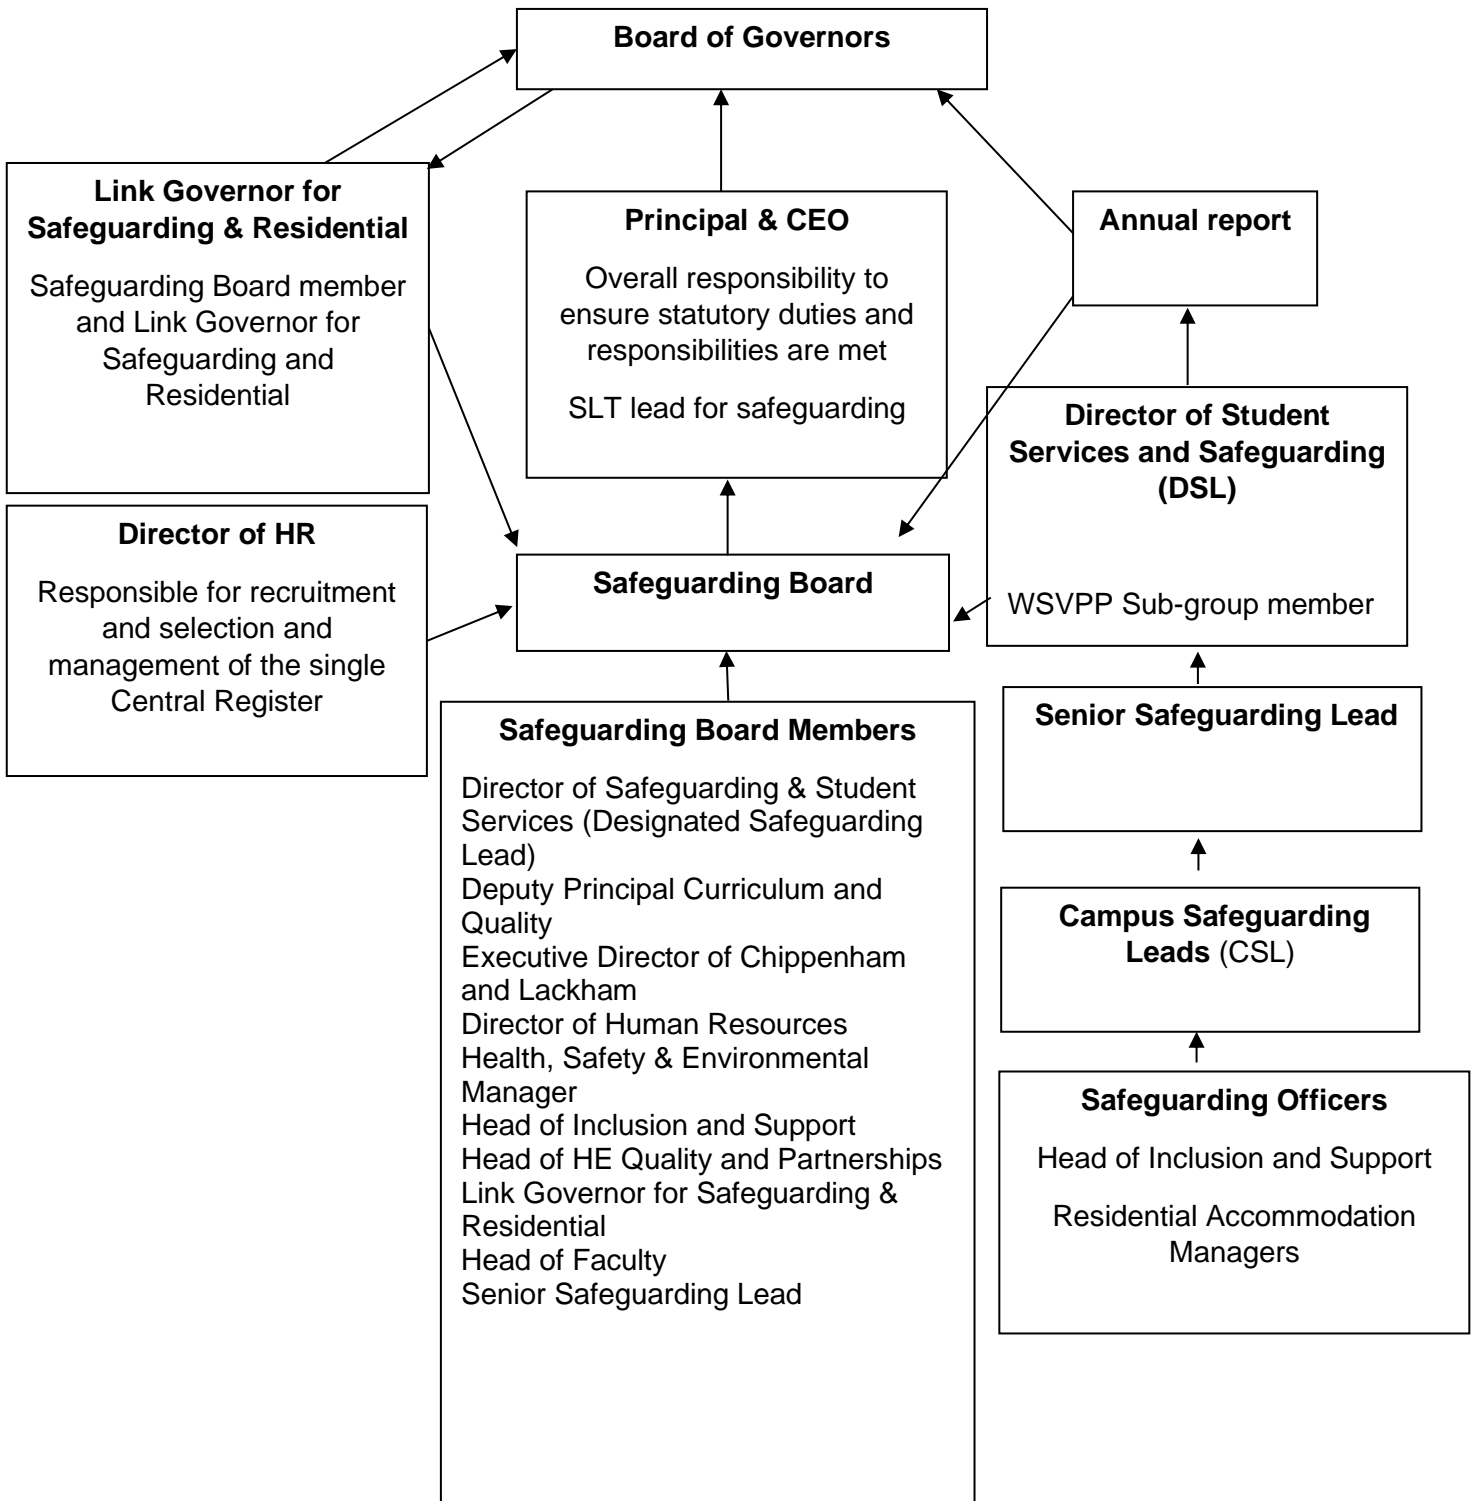 Board of Governors
Link Governor for
Safeguarding & Residential
Safeguarding Board member
and Link Governor for
Safeguarding and
Residential
Principal & CEO
Overall responsibility to
ensure statutory duties and
responsibilities are met
SLT lead for safeguarding
Annual report
Director of Student
Services and Safeguarding
(DSL)
WSVPP Sub-group member
Director of HR
Responsible for recruitment
and selection and
management of the single
Central Register
Safeguarding Board
Senior Safeguarding Lead
Safeguarding Board Members
Director of Safeguarding & Student
Services (Designated Safeguarding
Lead)
Deputy Principal Curriculum and
Quality
Executive Director of Chippenham
and Lackham
Director of Human Resources
Health, Safety & Environmental
Manager
Head of Inclusion and Support
Head of HE Quality and Partnerships
Link Governor for Safeguarding &
Residential
Head of Faculty
Senior Safeguarding Lead
Campus Safeguarding
Leads (CSL)
Safeguarding Officers
Head of Inclusion and Support
Residential Accommodation
Managers